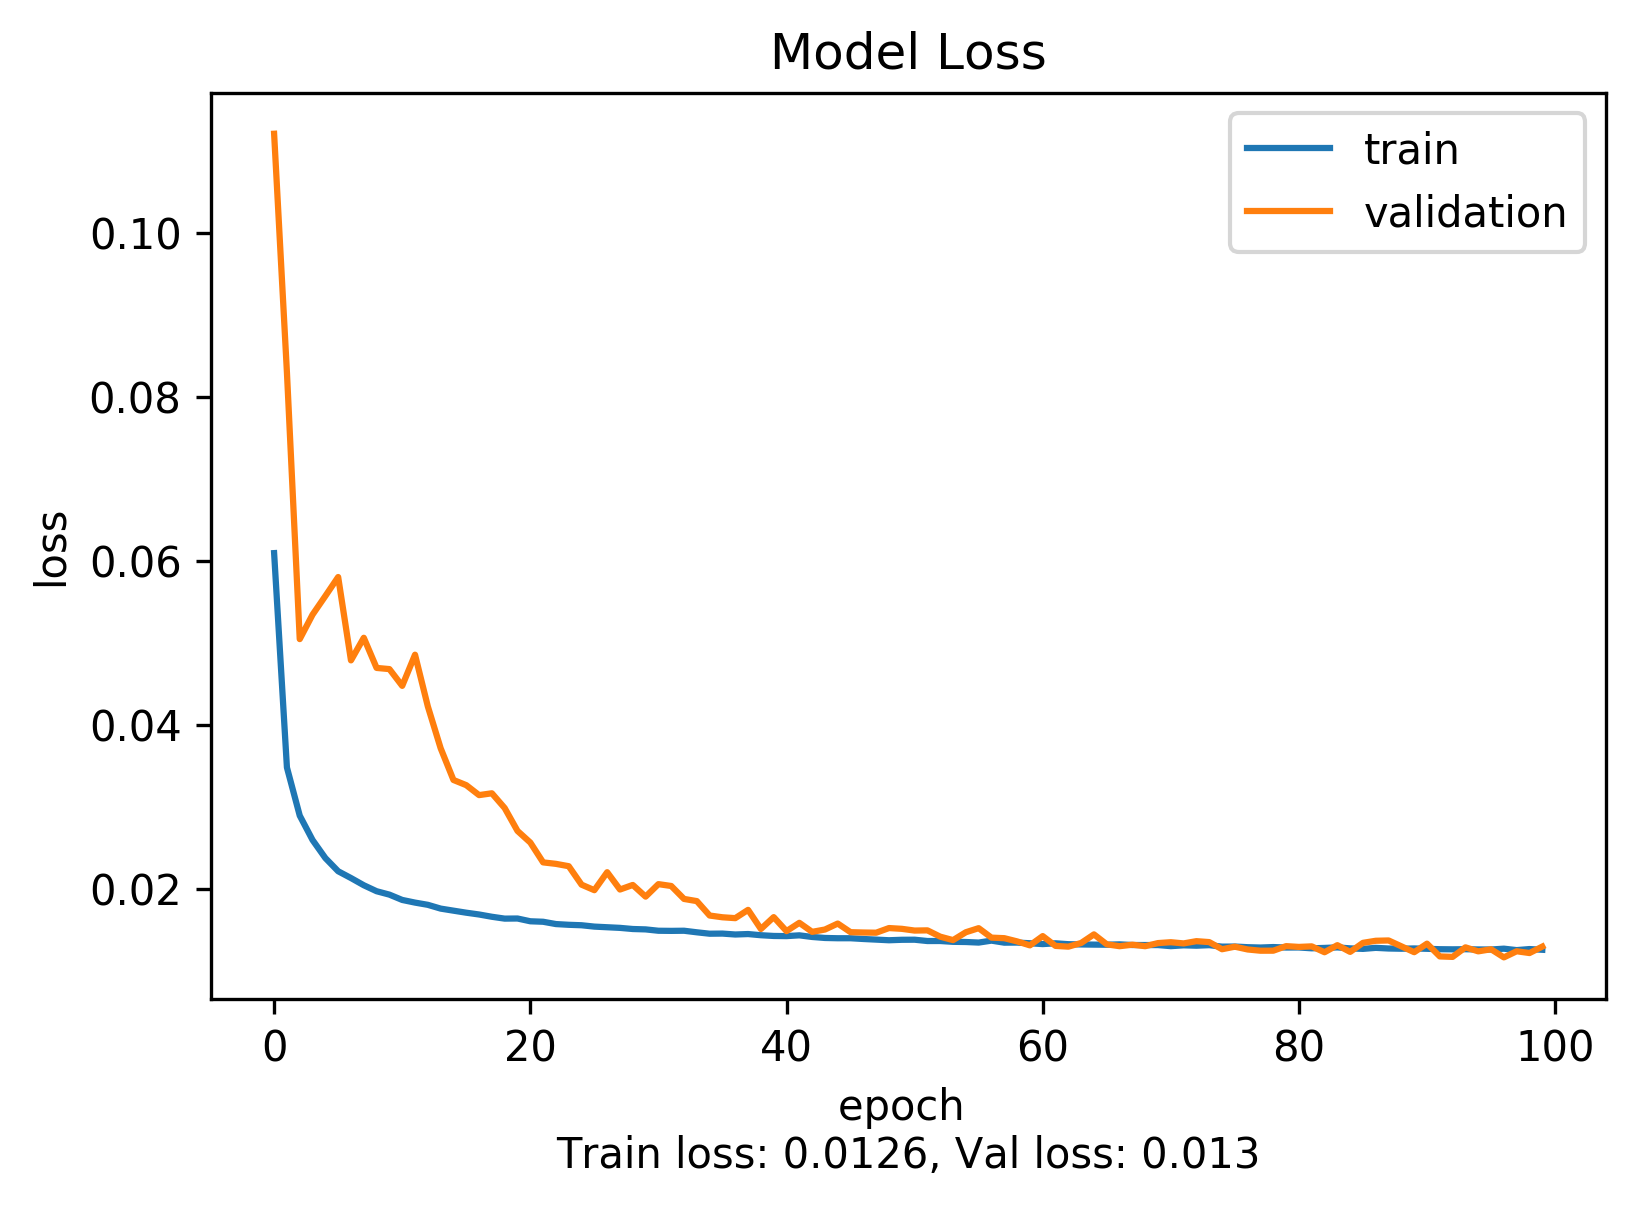 Model Loss
train
validation
0.10
0.08
0.06
0.04
0.02
loss
0 20 40 60 80 100
epoch
Train loss: 0.0126, Val loss: 0.013